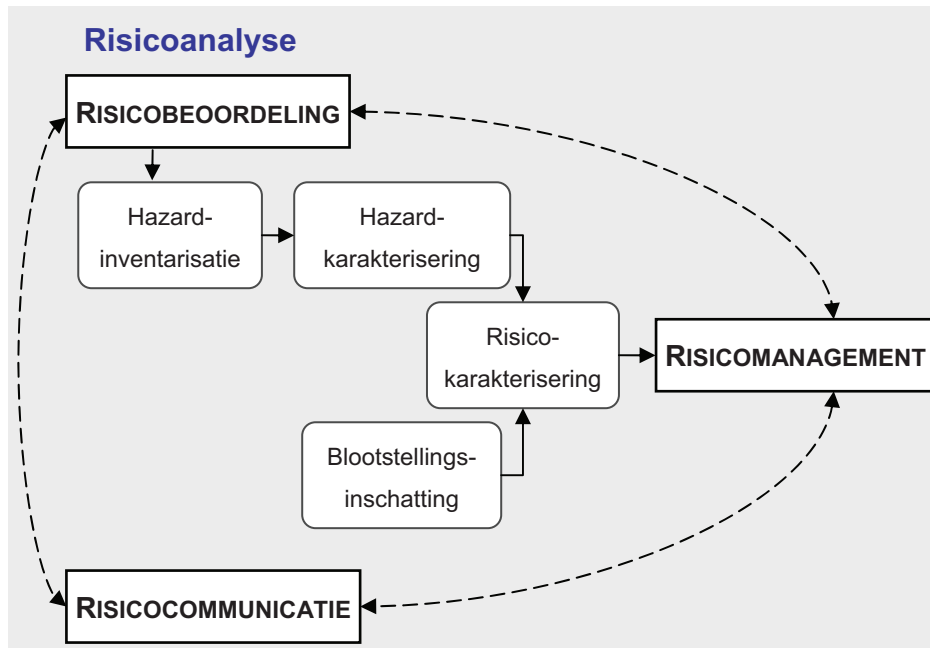 Risicoanalyse
RISICOBEOORDELING
Hazard-
inventarisatie
Hazard-
karakterisering
Risico-
karakterisering
RISICOMANAGEMENT
Blootstellings-
inschatting
RISICOCOMMUNICATIE